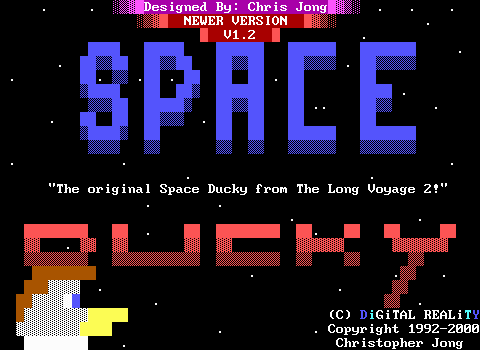 Designed By: Chris Jong
NEWER VERSION
V1.2
SPACE
"The original Space Ducky from The Long Voyage 2!"
DUCKY
(C) DiGiTAL REALiTY
Copyright 1992-2000
Christopher Jong